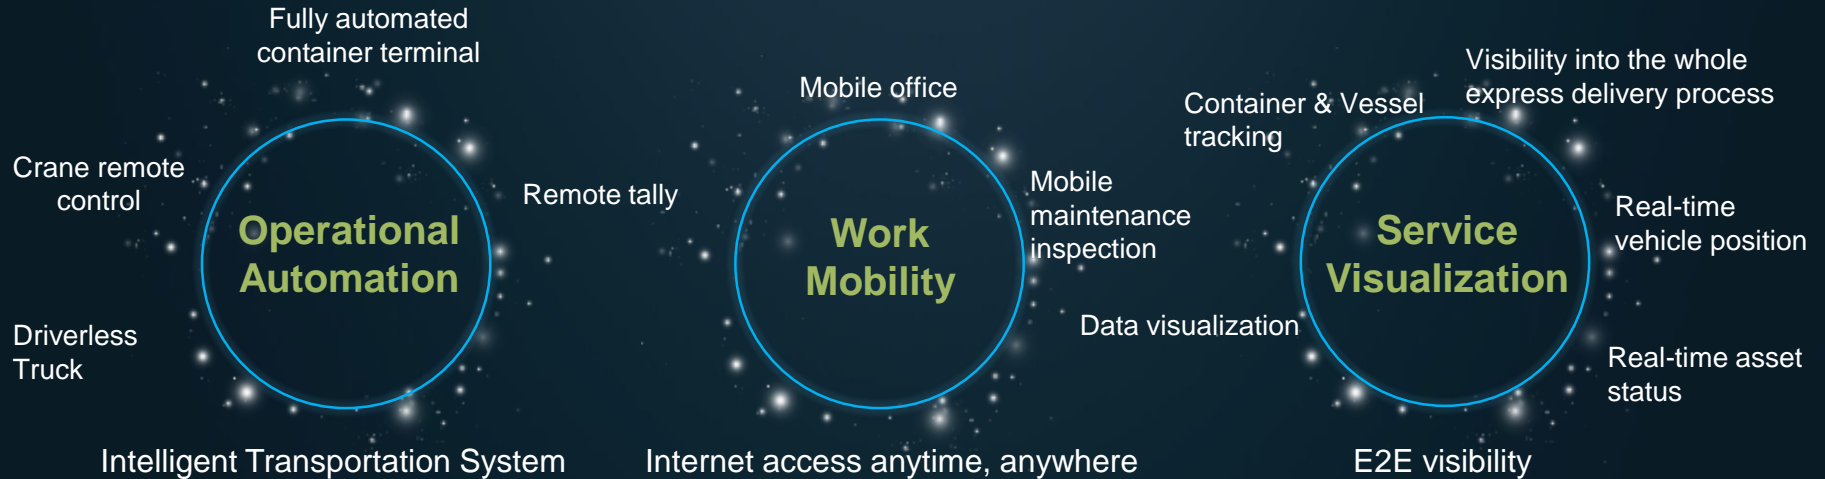 Fully automated
container terminal
Crane remote
control
Remote tally
Operational
Automation
Driverless
Truck
Intelligent Transportation System
Mobile office
Mobile
maintenance
inspection
Work
Mobility
Internet access anytime, anywhere
Visibility into the whole
express delivery process
Container & Vessel
tracking
Real-time
vehicle position
Service
Visualization
Data visualization
Real-time asset
status
E2E visibility